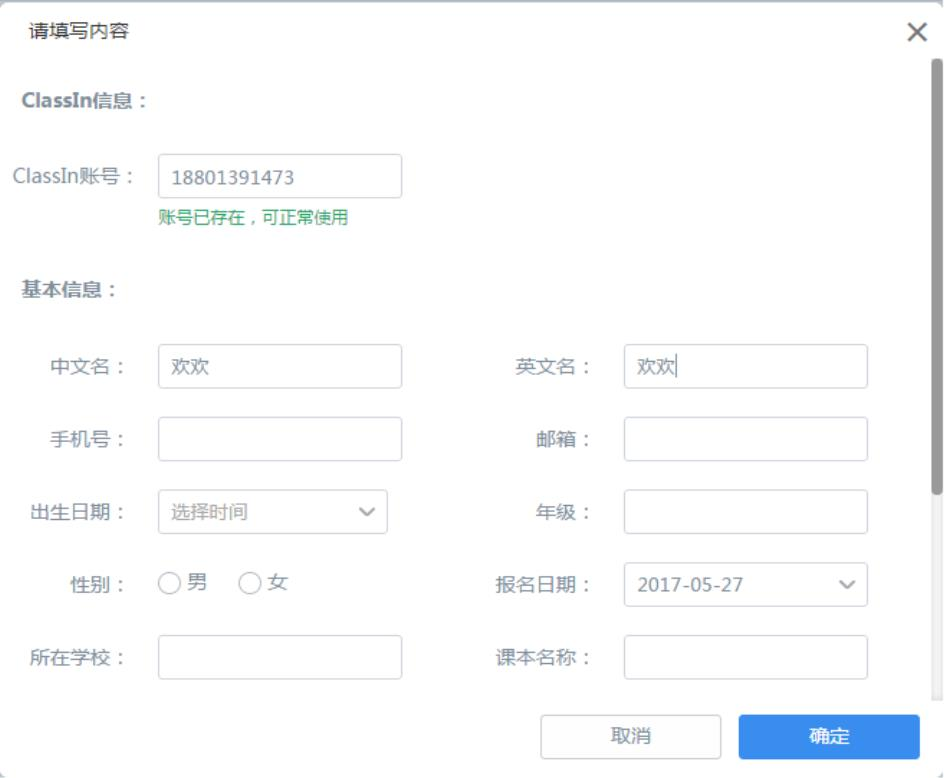 请填写内容
ClassIn信息：
ClassIn账号： 18801391473
账号已存在，可正常使用
基本信息：
中文名： 欢欢 英文名： 欢欢
手机号： 邮箱：
出生日期： 选择时间 年级：
性别： 男 女 报名日期： 2017-05-27
所在学校： 课本名称：
取消 确定